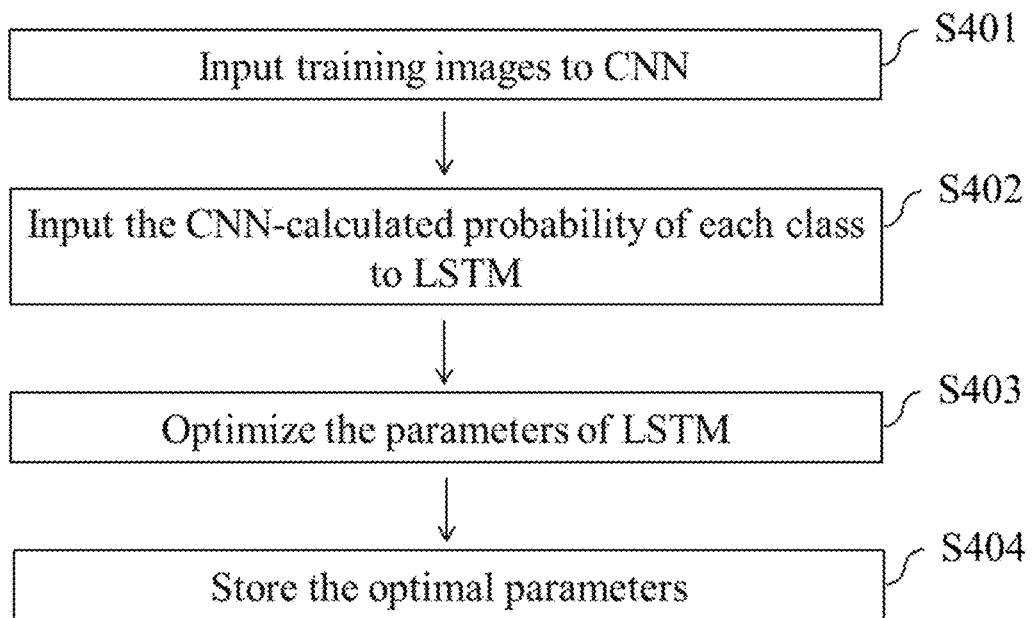 S401
Input training images to CNN
S402
Input the CNN-calculated probability of each class
to LSTM
S403
Optimize the parameters of LSTM
S404
Store the optimal parameters